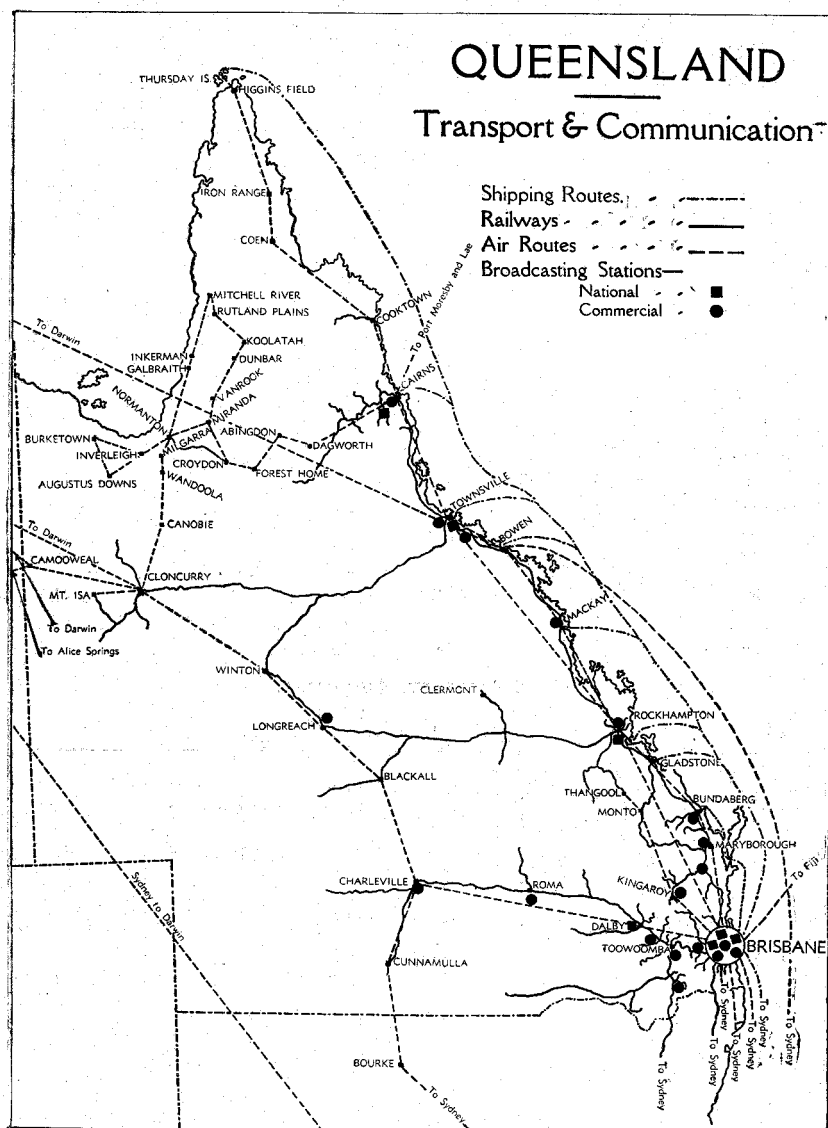 QUEENSLAND
Transport & Communication
Shipping Routes
Railways
Air Routes
Broadcasting Stations—
National
Commercial
THURSDAY IS.
HIGGINS FIELD
IRON RANGE
COEN
To Port Moresby and Lae
COOKTOWN
MITCHELL RIVER
RUTLAND PLAINS
To Darwin
KOOLATAH
INKERMAN
DUNBAR
GALBRAITH
VANROCK
CAIRNS
NORMANTON
MIRANDA
ABINGDON
BURKETOWN
MILGARRA
DAGWORTH
INVERLEIGH
CROYDON
FOREST HOME
AUGUSTUS DOWNS
WANDOOLA
TOWNSVILLE
CANOBIE
BOWEN
To Darwin
CAMOOWEAL
CLONCURRY
MT. ISA
MACKAY
To Darwin
To Alice Springs
WINTON
CLERMONT
LONGREACH
ROCKHAMPTON
GLADSTONE
BLACKALL
THANGOOL
BUNDABERG
MONTO
MARYBOROUGH
CHARLEVILLE
ROMA
KINGAROY
To Fiji
Sydney to Darwin
DALBY
TOOWOOMBA
BRISBANE
CUNNAMULLA
BOURKE
To Sydney
To Sydney
To Sydney
To Sydney
To Sydney
To Sydney
To Sydney
To Sydney